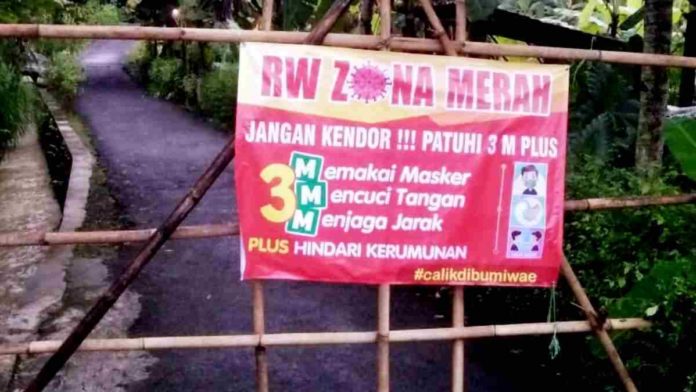 RW ZONA MERAH
JANGAN KENDOR !!! PATUHI 3 M PLUS
3 Memakai Masker
Mencuci Tangan
Menjaga Jarak
PLUS HINDARI KERUMUNAN
#calikdibumiwae